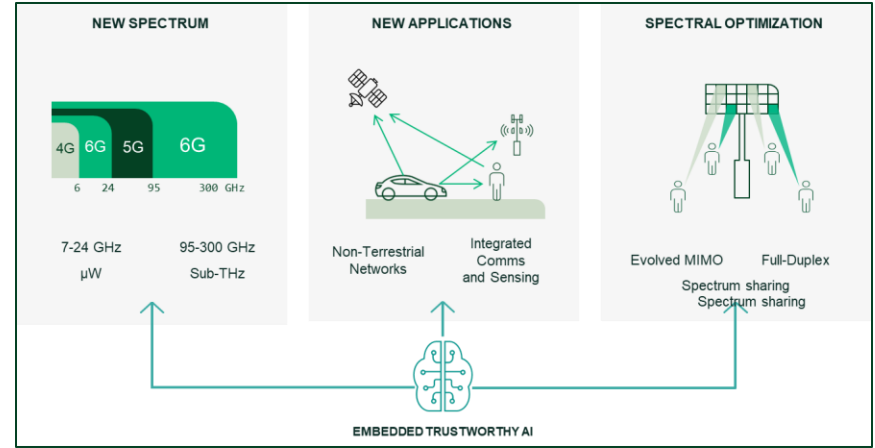 NEW SPECTRUM
4G 6G 5G 6G
6 24 95 300 GHz
7-24 GHz 95-300 GHz
µW Sub-THz
NEW APPLICATIONS
Non-Terrestrial
Networks
Integrated
Comms
and Sensing
SPECTRAL OPTIMIZATION
Evolved MIMO Full-Duplex
Spectrum sharing
Spectrum sharing
EMBEDDED TRUSTWORTHY AI